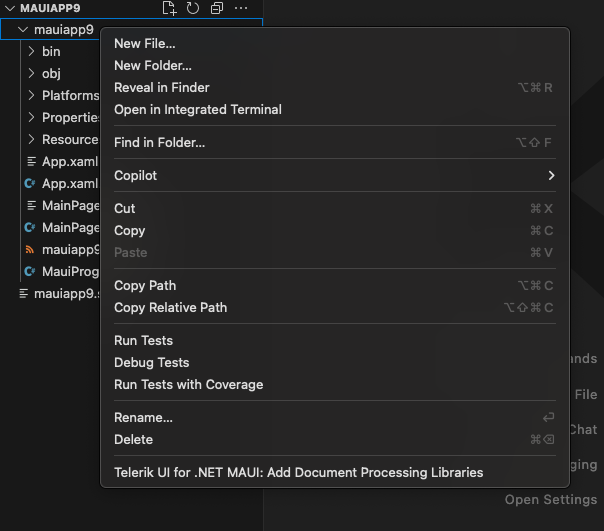 MAUIAPP9
mauiapp9
bin
obj
Platforms
Properties
Resource
App.xaml
App.xaml
MainPage
MainPage
mauiapp9
MauiProg
mauiapp9.s
New File...
New Folder...
Reveal in Finder ⌥⌘R
Open in Integrated Terminal
Find in Folder... ⌥⇧F
Copilot
Cut ⌘X
Copy ⌘C
Paste ⌘V
Copy Path ⌥⌘C
Copy Relative Path ⌥⇧⌘C
Run Tests
Debug Tests
Run Tests with Coverage
Rename... ⏎
Delete ⌘⌫
Telerik UI for .NET MAUI: Add Document Processing Libraries
ands
File
Chat
ging
Open Settings